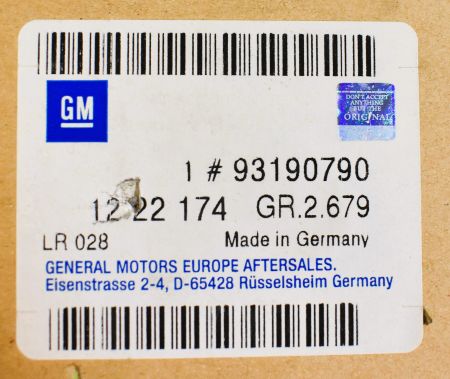 GM
DON'T ACCEPT
ANYTHING
BUT THE
ORIGINAL
1 # 93190790
12 22 174 GR.2.679
LR 028 Made in Germany
GENERAL MOTORS EUROPE AFTERSALES.
Eisenstrasse 2-4, D-65428 Rüsselsheim Germany